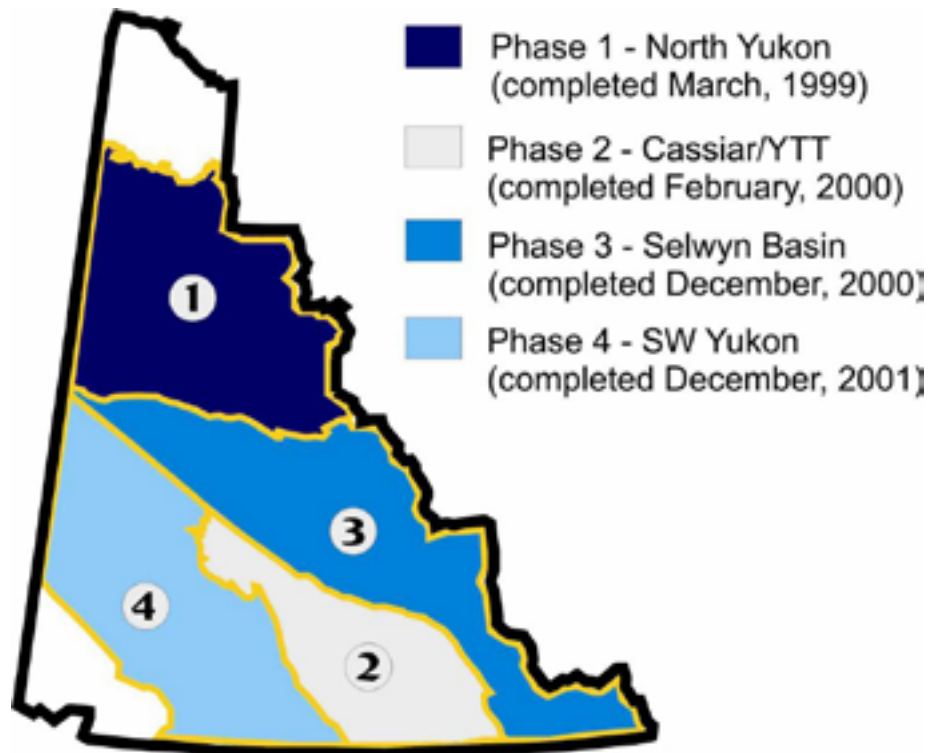 Phase 1 - North Yukon
(completed March, 1999)
Phase 2 - Cassiar/YTT
(completed February, 2000)
Phase 3 - Selwyn Basin
(completed December, 2000)
Phase 4 - SW Yukon
(completed December, 2001)
1
3
4
2